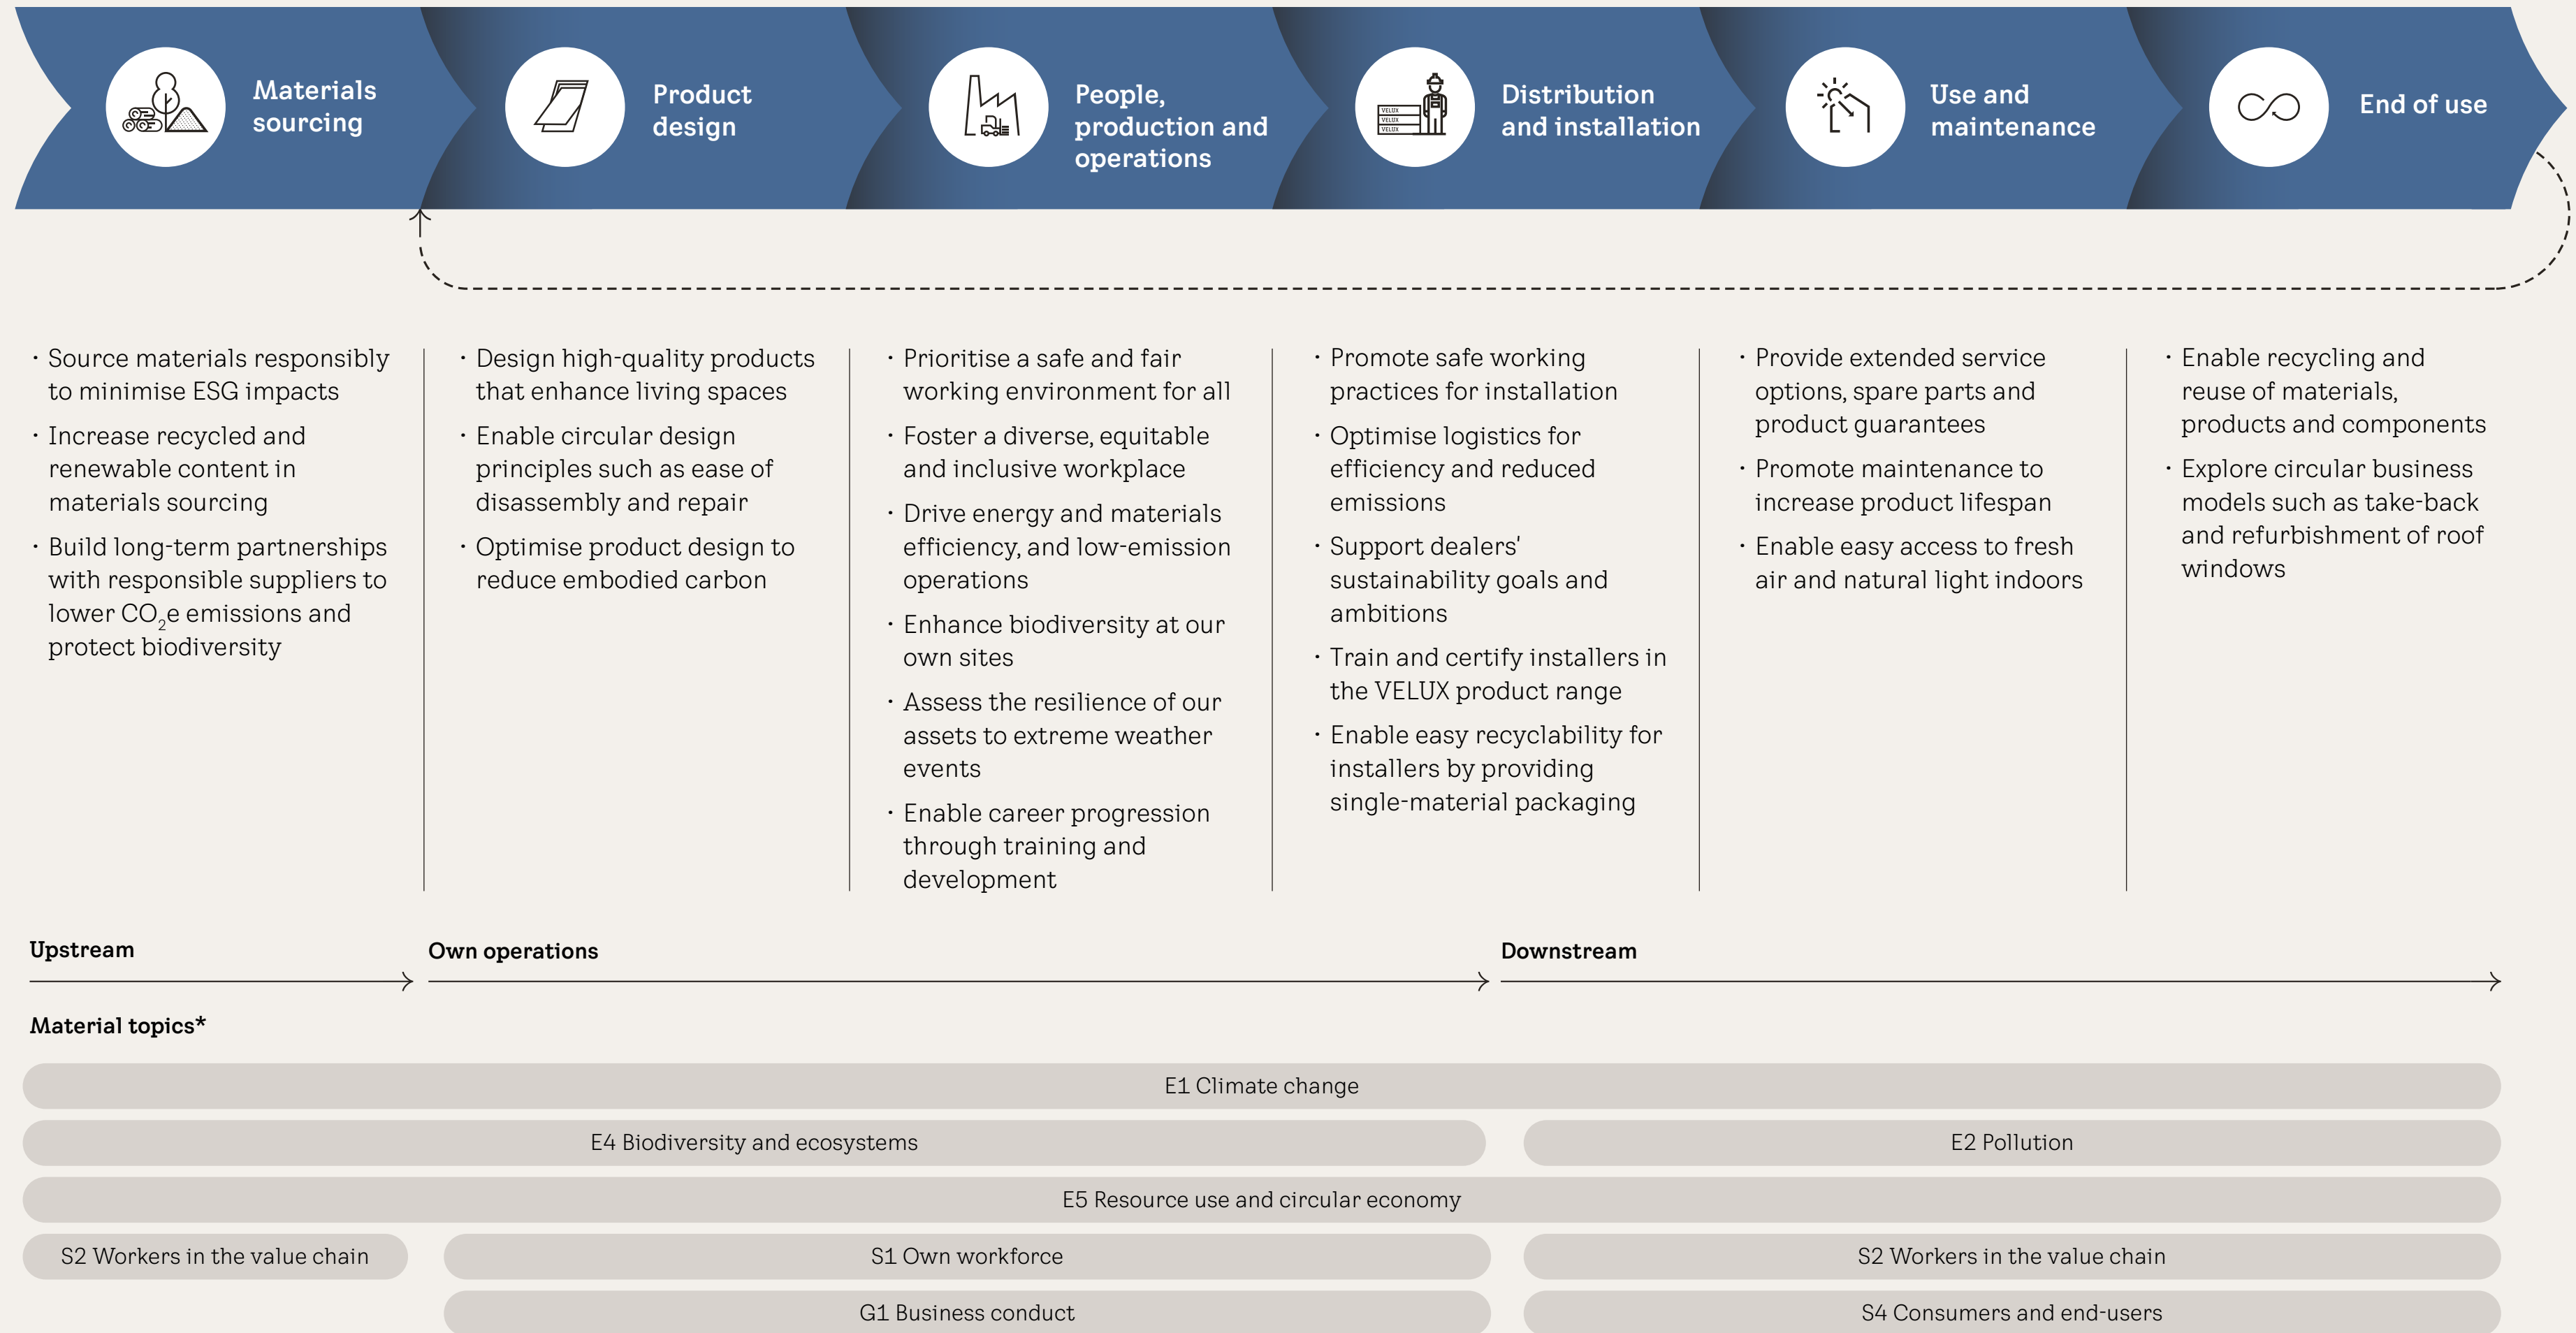 Materials
sourcing
Product
design
People,
production and
operations
VELUX
VELUX
VELUX
Distribution
and installation
Use and
maintenance
End of use
· Source materials responsibly
to minimise ESG impacts
· Increase recycled and
renewable content in
materials sourcing
· Build long-term partnerships
with responsible suppliers to
lower CO₂e emissions and
protect biodiversity
· Design high-quality products
that enhance living spaces
· Enable circular design
principles such as ease of
disassembly and repair
· Optimise product design to
reduce embodied carbon
· Prioritise a safe and fair
working environment for all
· Foster a diverse, equitable
and inclusive workplace
· Drive energy and materials
efficiency, and low-emission
operations
· Enhance biodiversity at our
own sites
· Assess the resilience of our
assets to extreme weather
events
· Enable career progression
through training and
development
· Promote safe working
practices for installation
· Optimise logistics for
efficiency and reduced
emissions
· Support dealers'
sustainability goals and
ambitions
· Train and certify installers in
the VELUX product range
· Enable easy recyclability for
installers by providing
single-material packaging
· Provide extended service
options, spare parts and
product guarantees
· Promote maintenance to
increase product lifespan
· Enable easy access to fresh
air and natural light indoors
· Enable recycling and
reuse of materials,
products and components
· Explore circular business
models such as take-back
and refurbishment of roof
windows
Upstream
Own operations
Downstream
Material topics*
E1 Climate change
E4 Biodiversity and ecosystems
E2 Pollution
E5 Resource use and circular economy
S2 Workers in the value chain
S1 Own workforce
S2 Workers in the value chain
G1 Business conduct
S4 Consumers and end-users